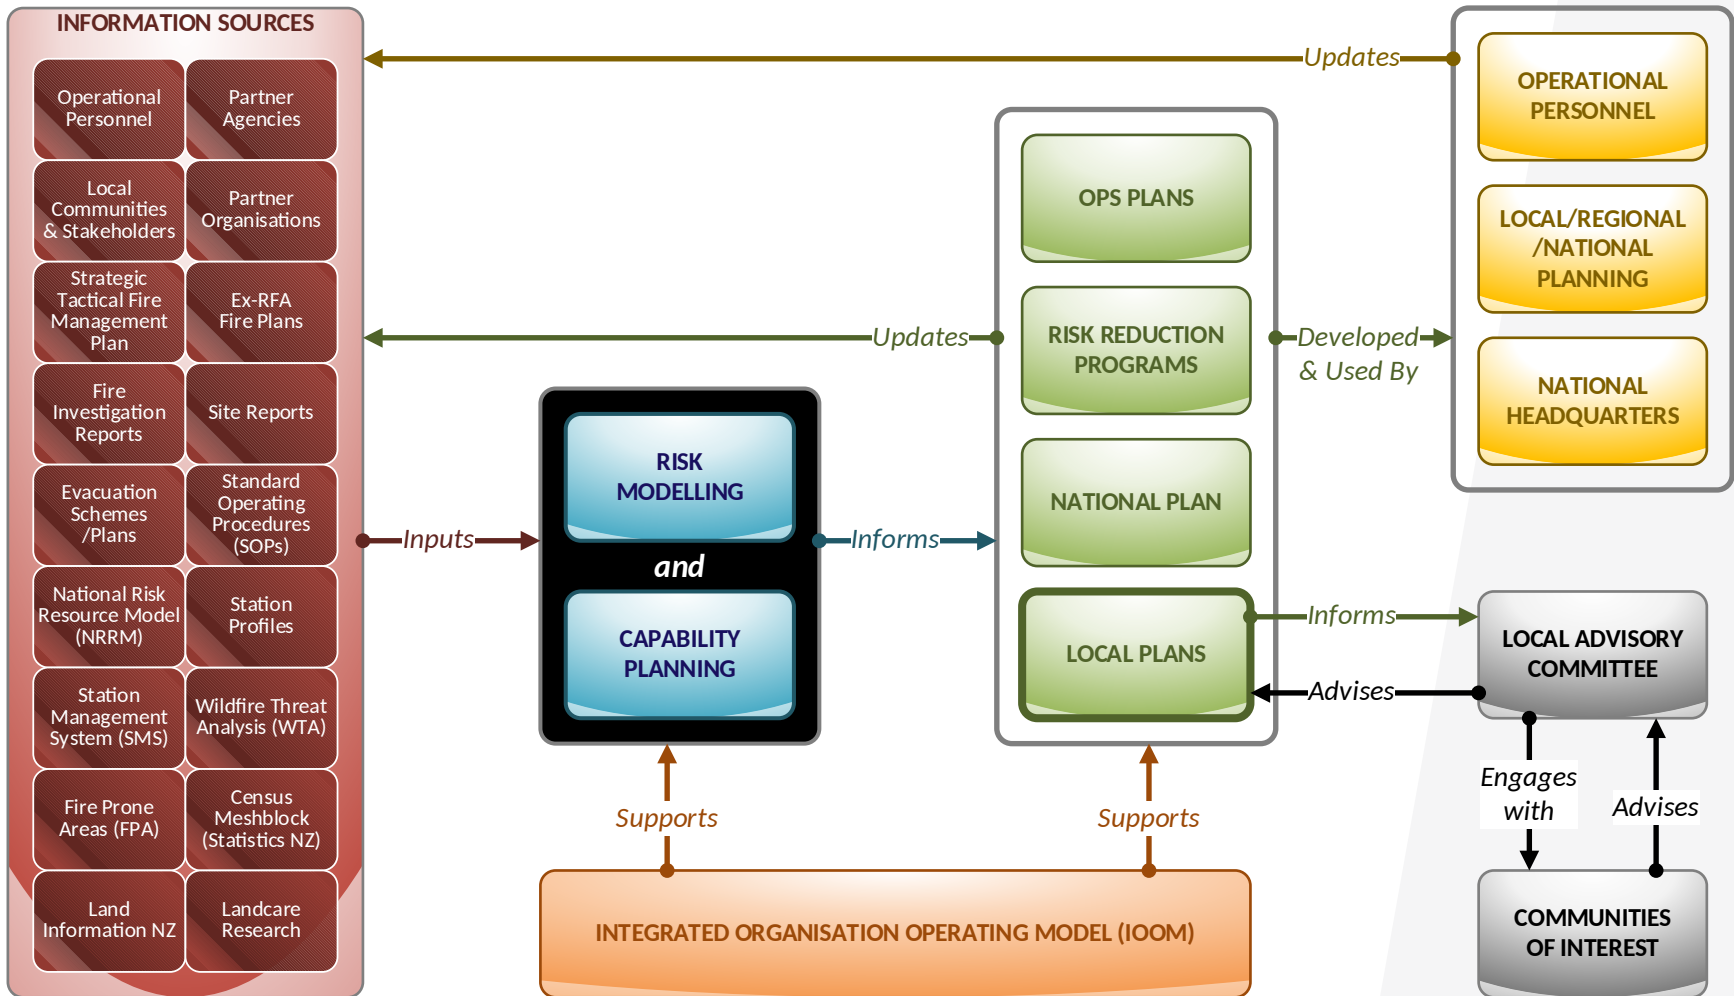 INFORMATION SOURCES
Operational
Personnel
Partner
Agencies
Local
Communities
& Stakeholders
Partner
Organisations
Strategic
Tactical Fire
Management
Plan
Ex-RFA
Fire Plans
Fire
Investigation
Reports
Site Reports
Evacuation
Schemes
/Plans
Standard
Operating
Procedures
(SOPs)
National Risk
Resource Model
(NRRM)
Station
Profiles
Station
Management
System (SMS)
Wildfire Threat
Analysis (WTA)
Fire Prone
Areas (FPA)
Census
Meshblock
(Statistics NZ)
Land
Information NZ
Landcare
Research
Updates
Updates
Inputs
RISK
MODELLING
and
CAPABILITY
PLANNING
Informs
OPS PLANS
RISK REDUCTION
PROGRAMS
NATIONAL PLAN
LOCAL PLANS
Developed
& Used By
OPERATIONAL
PERSONNEL
LOCAL/REGIONAL
/NATIONAL
PLANNING
NATIONAL
HEADQUARTERS
Informs
Advises
LOCAL ADVISORY
COMMITTEE
Engages
with
Advises
COMMUNITIES
OF INTEREST
Supports
Supports
INTEGRATED ORGANISATION OPERATING MODEL (IOOM)